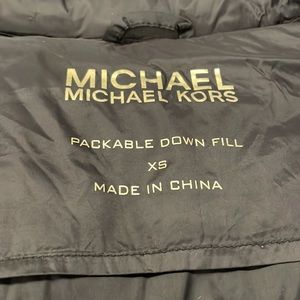 MICHAEL
MICHAEL KORS
PACKABLE DOWN FILL
XS
MADE IN CHINA